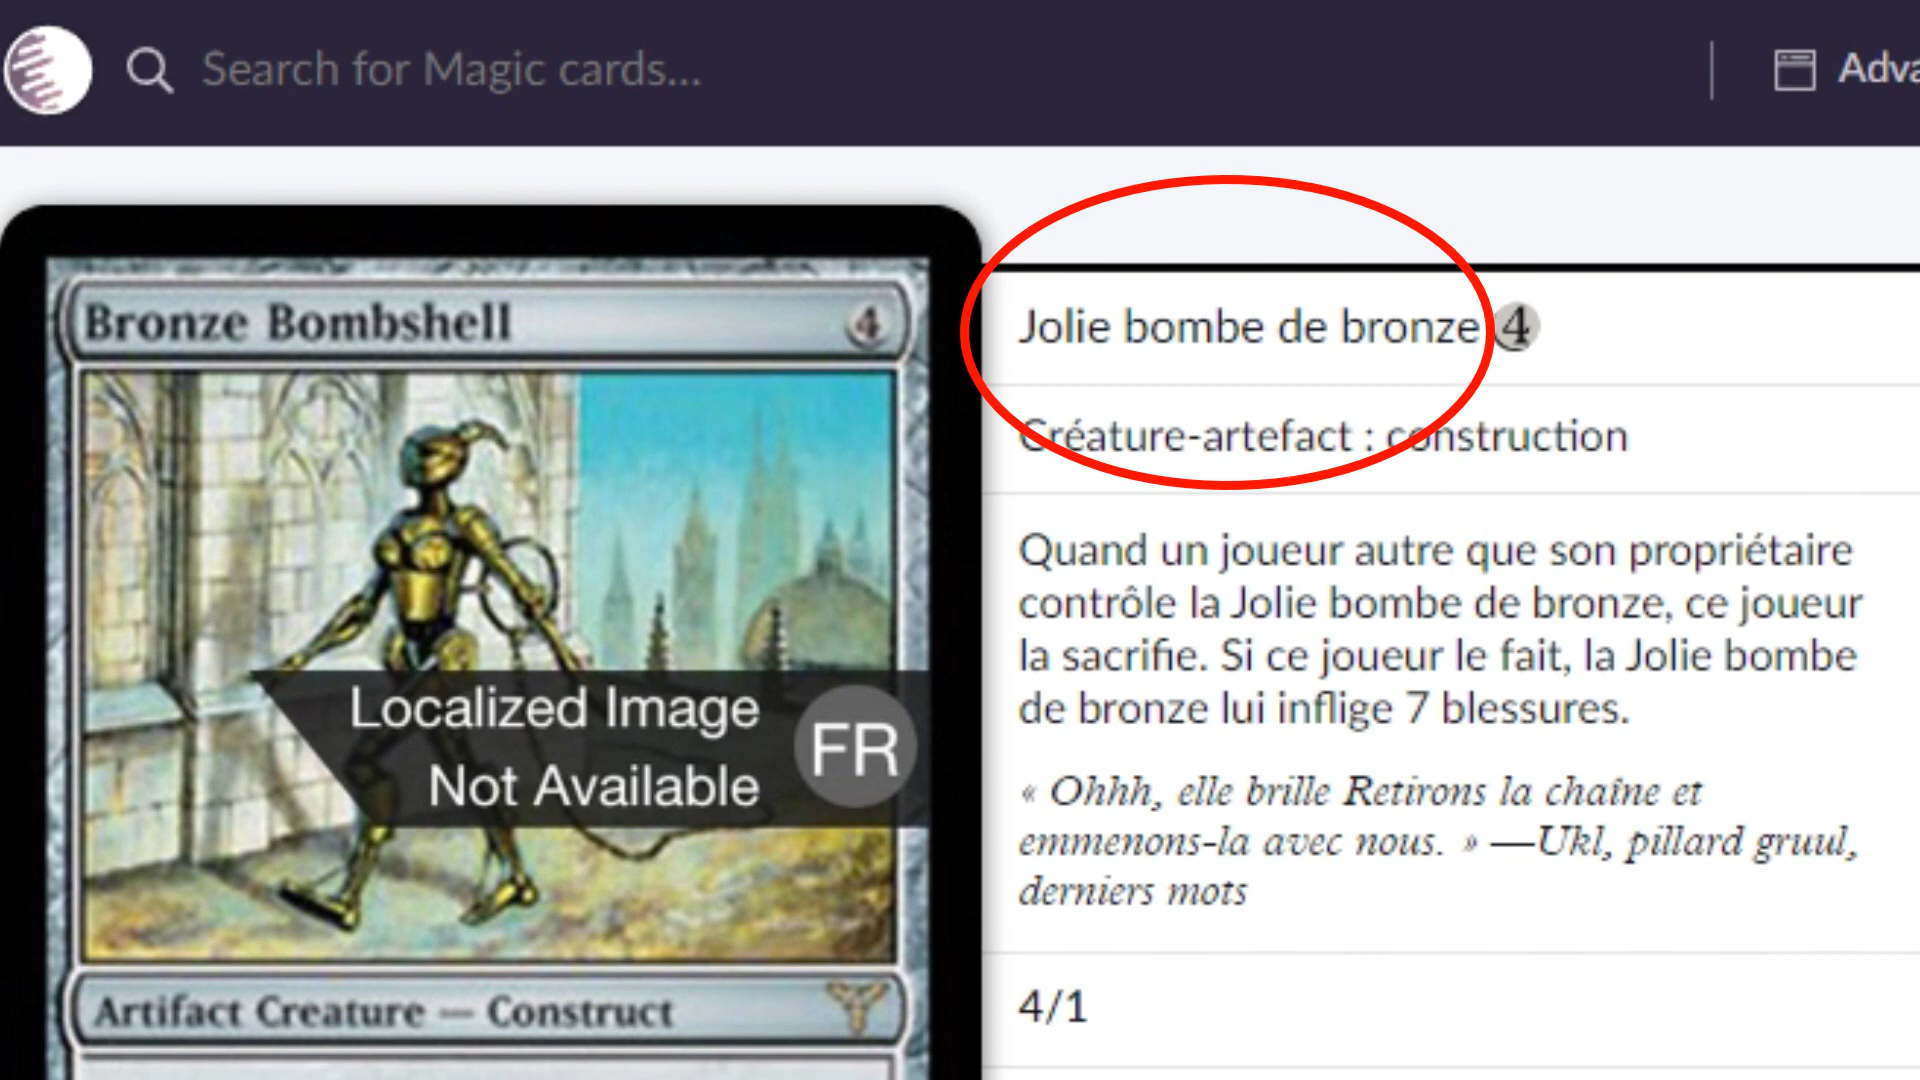 Search for Magic cards...
Adva
Bronze Bombshell 4
Localized Image
Not Available
FR
Artifact Creature — Construct
Jolie bombe de bronze 4
Créature-artefact : construction
Quand un joueur autre que son propriétaire
contrôle la Jolie bombe de bronze, ce joueur
la sacrifie. Si ce joueur le fait, la Jolie bombe
de bronze lui inflige 7 blessures.
« Ohhh, elle brille Retirons la chaîne et
emmenons-la avec nous. » —Ukl, pillard gruul,
derniers mots
4/1